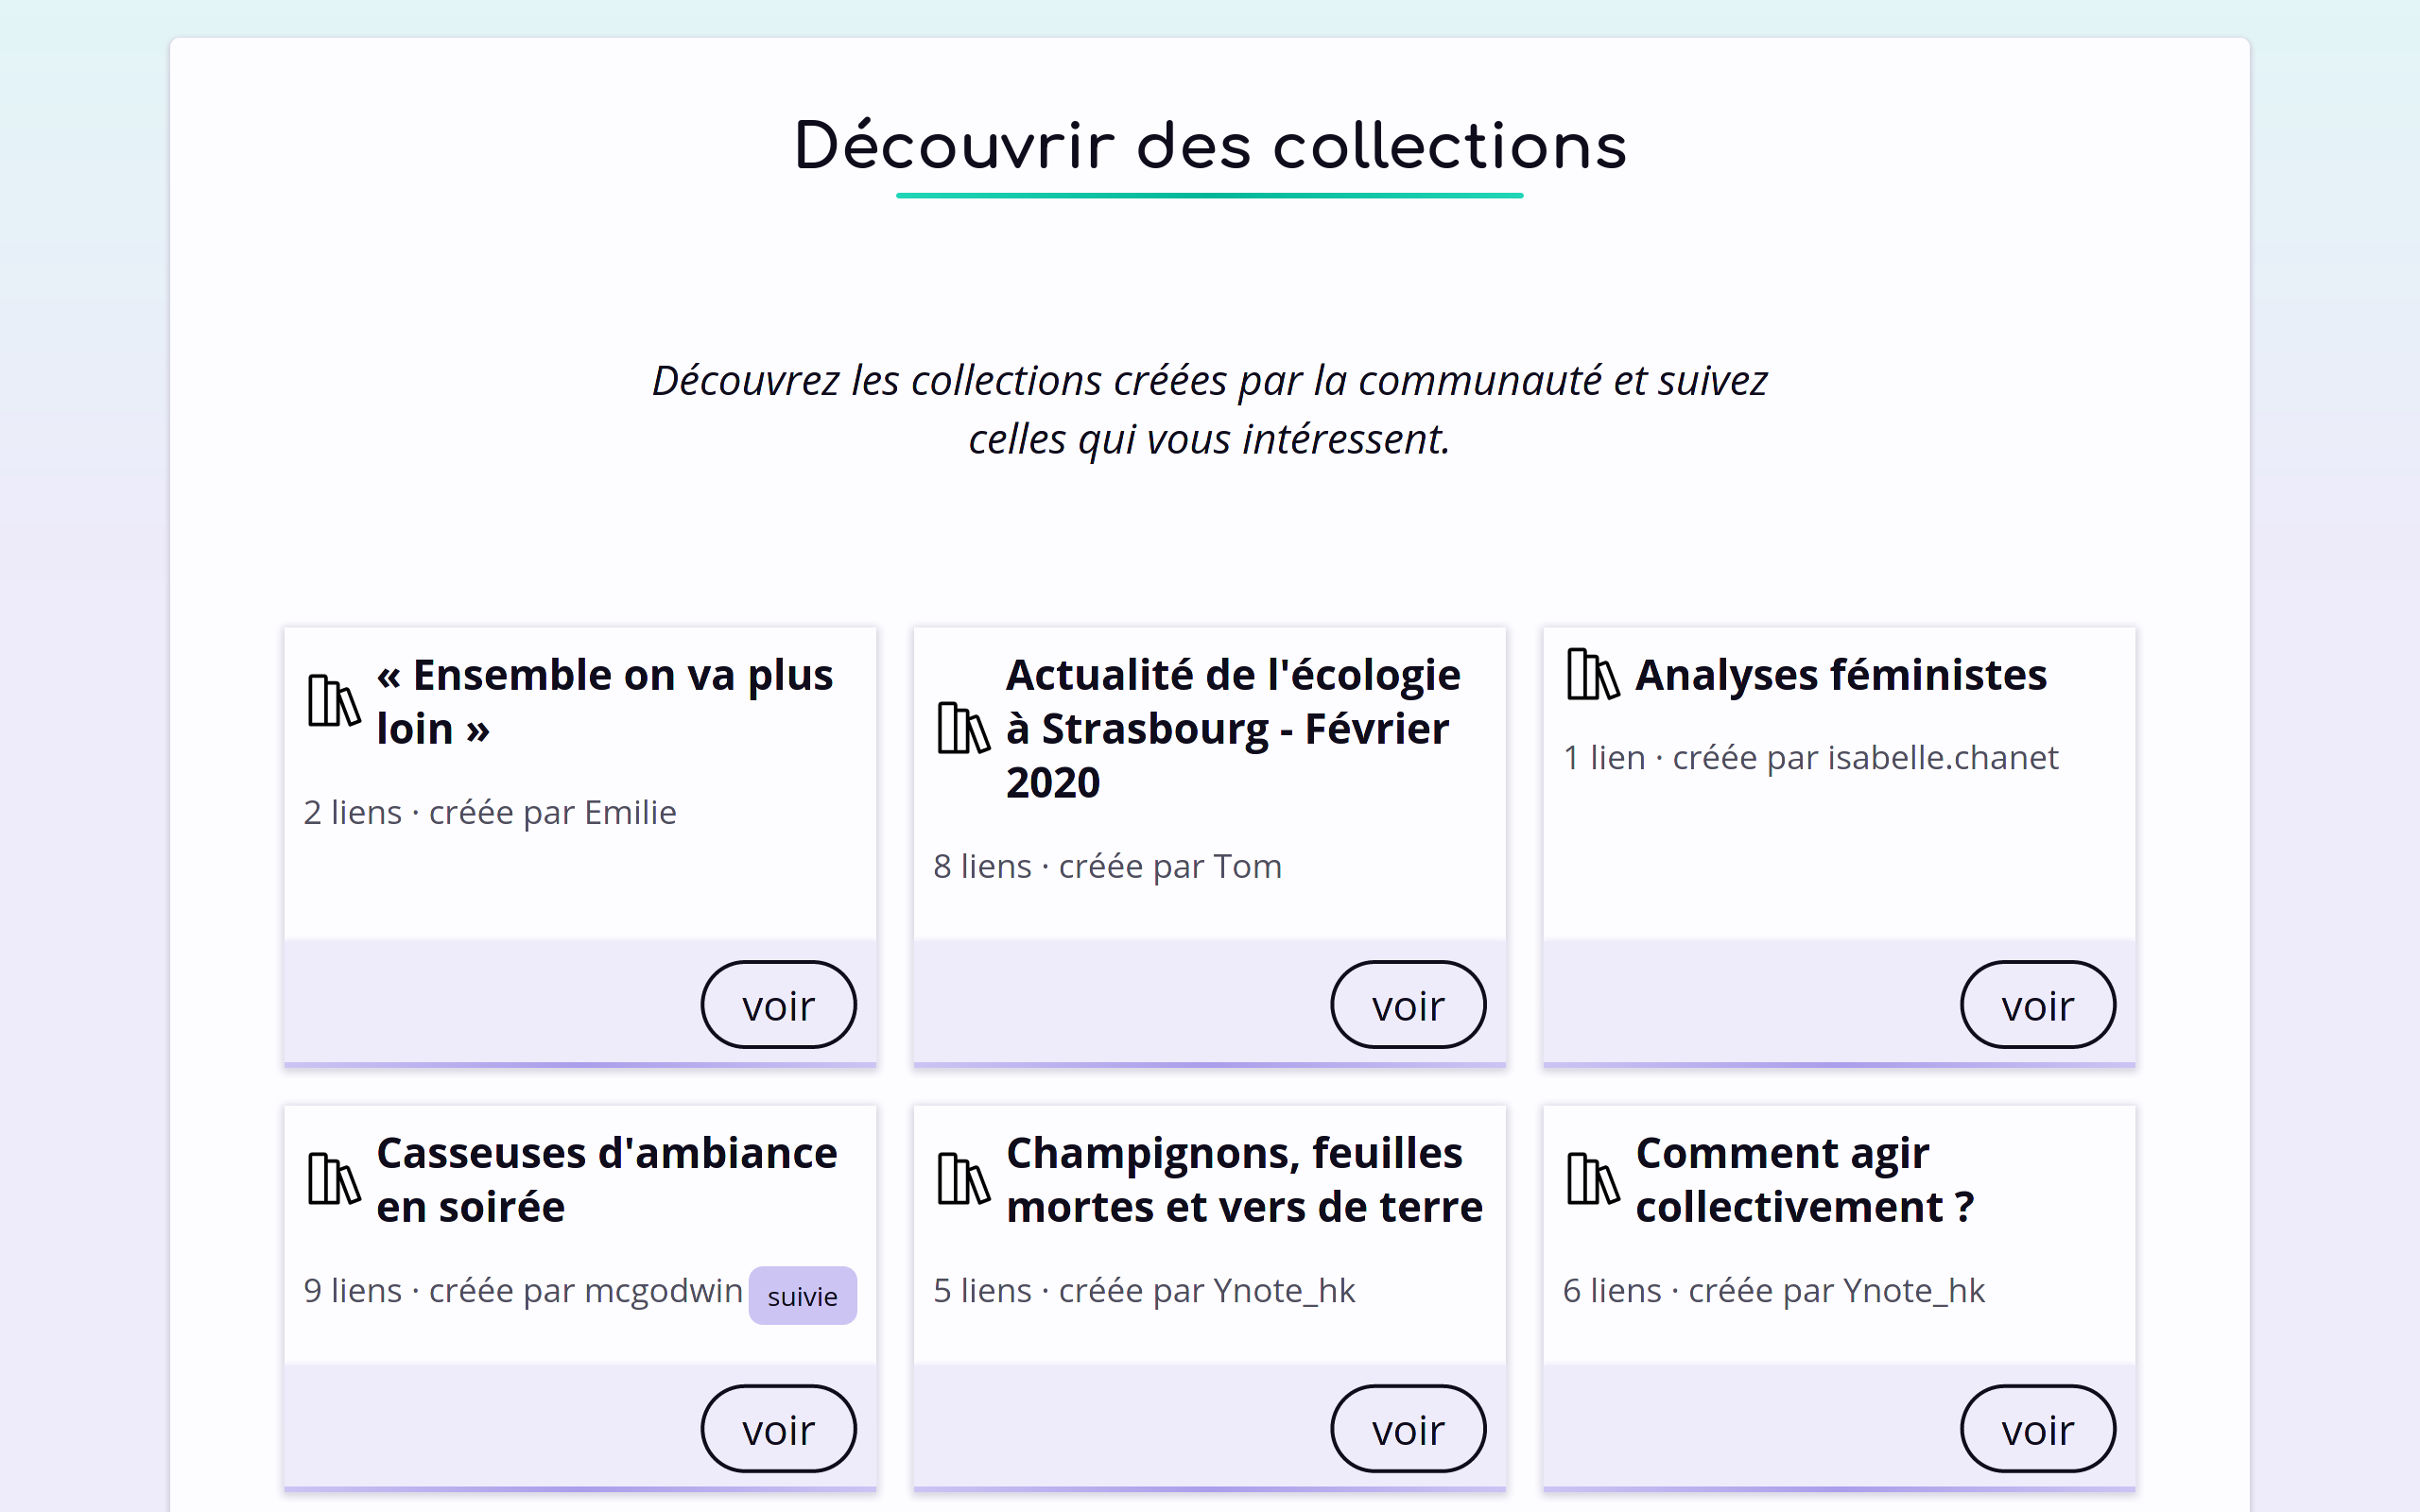 Découvrir des collections
Découvrez les collections créées par la communauté et suivez
celles qui vous intéressent.
« Ensemble on va plus
loin »
2 liens · créée par Emilie
voir
Actualité de l'écologie
à Strasbourg - Février
2020
8 liens · créée par Tom
voir
Analyses féministes
1 lien · créée par isabelle.chanet
voir
Casseuses d'ambiance
en soirée
9 liens · créée par mcgodwin suivie
voir
Champignons, feuilles
mortes et vers de terre
5 liens · créée par Ynote_hk
voir
Comment agir
collectivement ?
6 liens · créée par Ynote_hk
voir